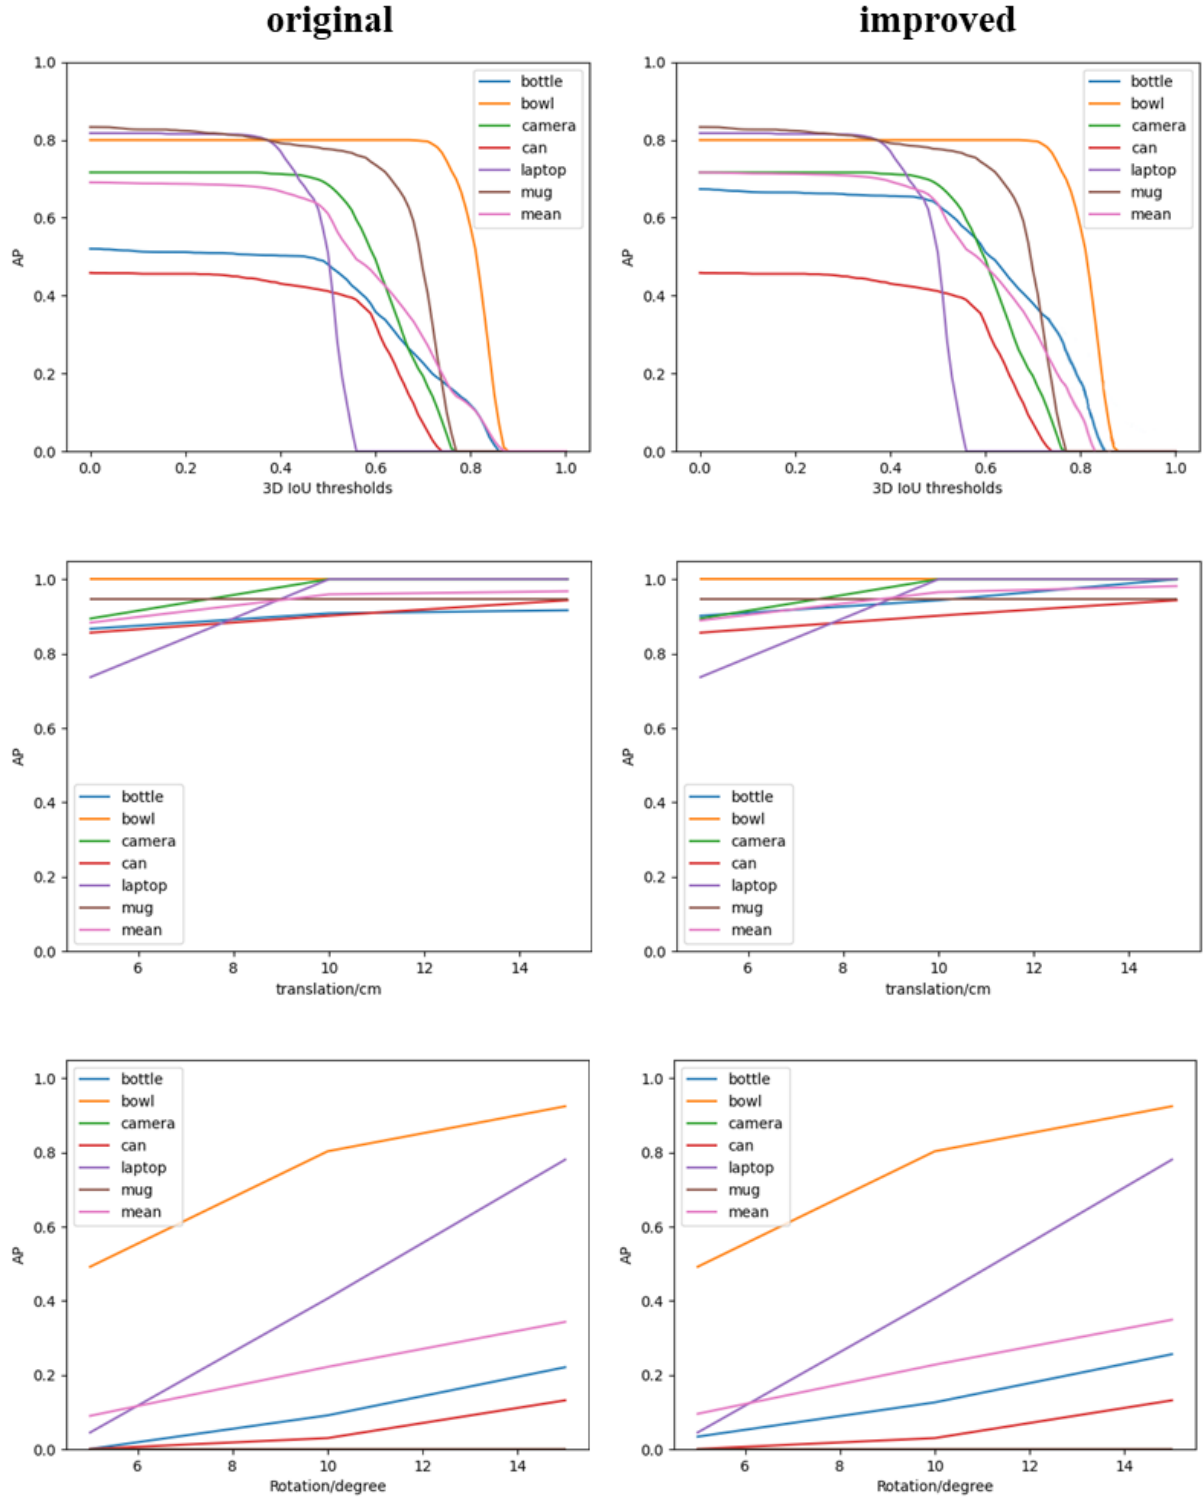 original improved
1.0
0.8
0.6
0.4
0.2
0.0
AP
bottle
bowl
camera
can
laptop
mug
mean
0.0 0.2 0.4 0.6 0.8 1.0
3D IoU thresholds
1.0
0.8
0.6
0.4
0.2
0.0
AP
bottle
bowl
camera
can
laptop
mug
mean
0.0 0.2 0.4 0.6 0.8 1.0
3D IoU thresholds
1.0
0.8
0.6
0.4
0.2
0.0
AP
bottle
bowl
camera
can
laptop
mug
mean
6 8 10 12 14
translation/cm
1.0
0.8
0.6
0.4
0.2
0.0
AP
bottle
bowl
camera
can
laptop
mug
mean
6 8 10 12 14
translation/cm
1.0
0.8
0.6
0.4
0.2
0.0
AP
bottle
bowl
camera
can
laptop
mug
mean
6 8 10 12 14
Rotation/degree
1.0
0.8
0.6
0.4
0.2
0.0
AP
bottle
bowl
camera
can
laptop
mug
mean
6 8 10 12 14
Rotation/degree